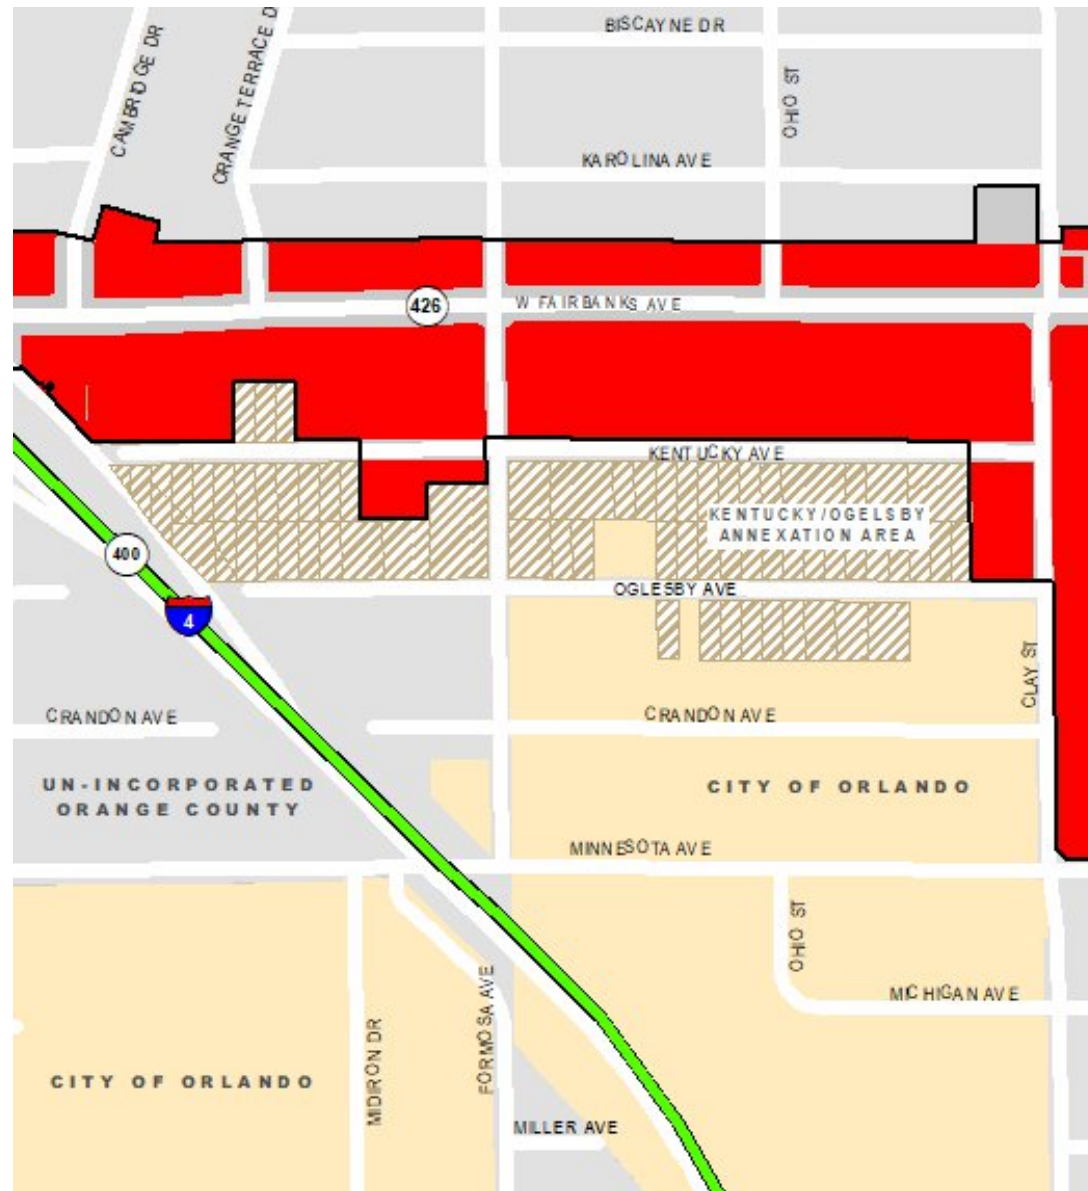 BISCAYNE DR
CAMBRIDGE DR
ORANGE TERRACE D
OHIO ST
KAROLINA AVE
426
W FAIRBANKS AVE
KENTUCKY AVE
KENTUCKY/OGELSBY
ANNEXATION AREA
400
OGLESBY AVE
4
CLAY ST
CRANDON AVE
CRANDON AVE
UN-INCORPORATED
ORANGE COUNTY
CITY OF ORLANDO
MINNESOTA AVE
OHIO ST
MICHIGAN AVE
FORMOSA AVE
MIDIRON DR
CITY OF ORLANDO
MILLER AVE